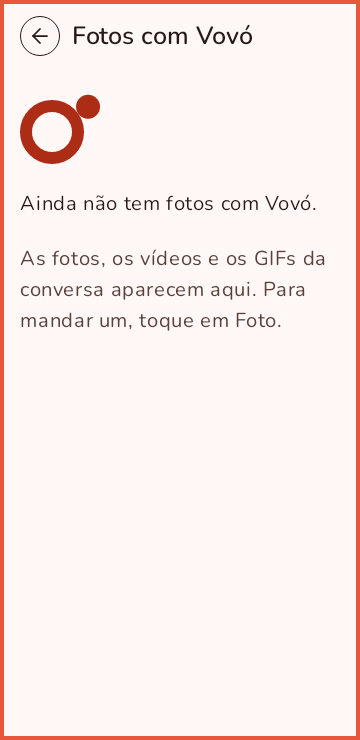 Fotos com Vovó
Ainda não tem fotos com Vovó.
As fotos, os vídeos e os GIFs da
conversa aparecem aqui. Para
mandar um, toque em Foto.